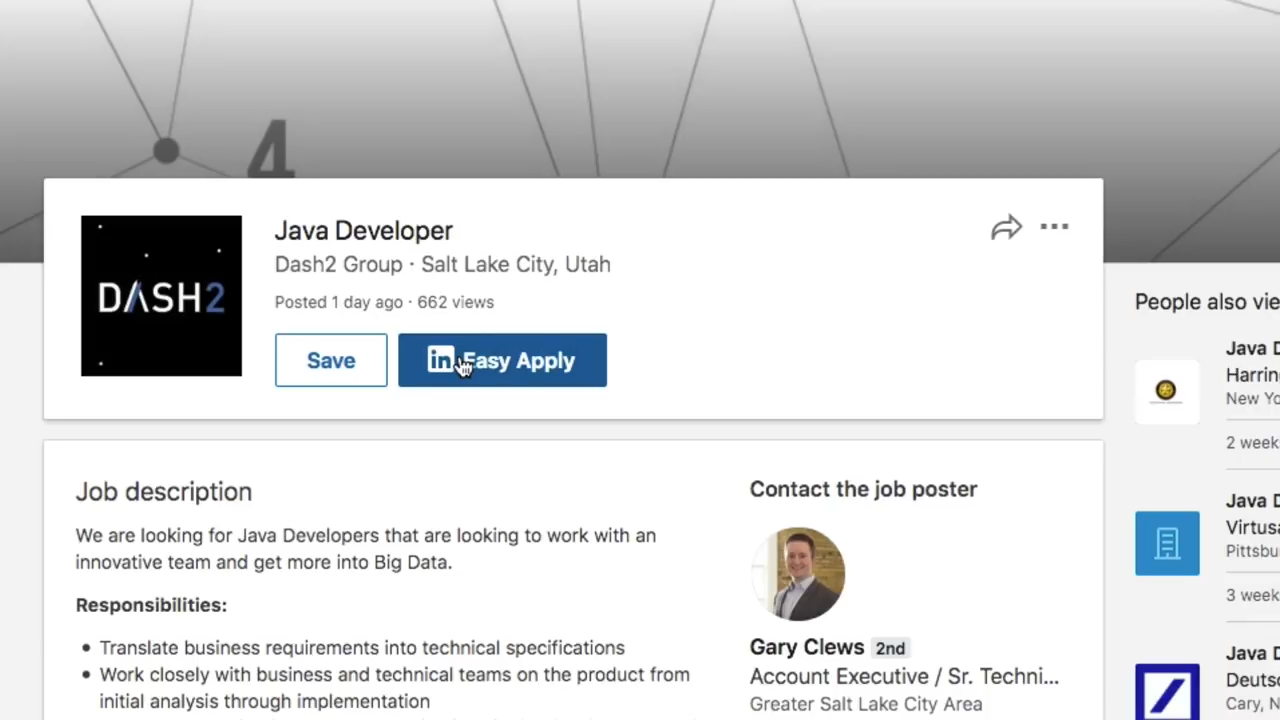 4
DASH2
Java Developer
Dash2 Group · Salt Lake City, Utah
Posted 1 day ago · 662 views
Save
in Easy Apply
Job description
We are looking for Java Developers that are looking to work with an
innovative team and get more into Big Data.
Responsibilities:
• Translate business requirements into technical specifications
• Work closely with business and technical teams on the product from
initial analysis through implementation
Contact the job poster
Gary Clews 2nd
Account Executive / Sr. Techni...
Greater Salt Lake City Area
People also vie
Java D
Harrin
New Yo
2 week
Java D
Virtusa
Pittsbu
3 week
Java D
Deutsc
Cary, N